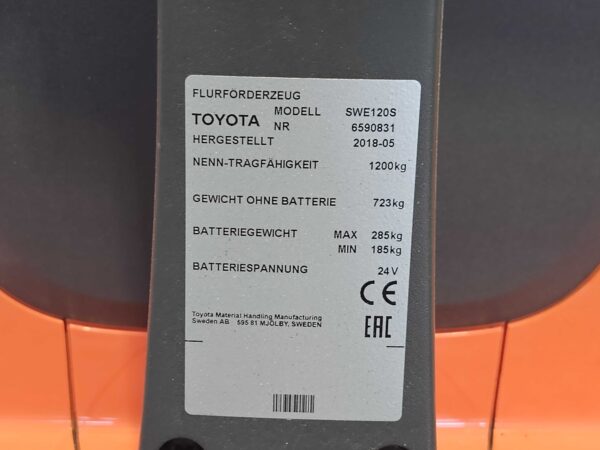 FLURFÖRDERZEUG
TOYOTA MODELL SWE120S
NR 6590831
HERGESTELLT 2018-05
NENN-TRAGFÄHIGKEIT 1200kg
GEWICHT OHNE BATTERIE 723kg
BATTERIEGEWICHT MAX 285kg
MIN 185kg
BATTERIESPANNUNG 24V
CE
Toyota Material Handling Manufacturing
Sweden AB 595 81 MJÖLBY, SWEDEN
EAC